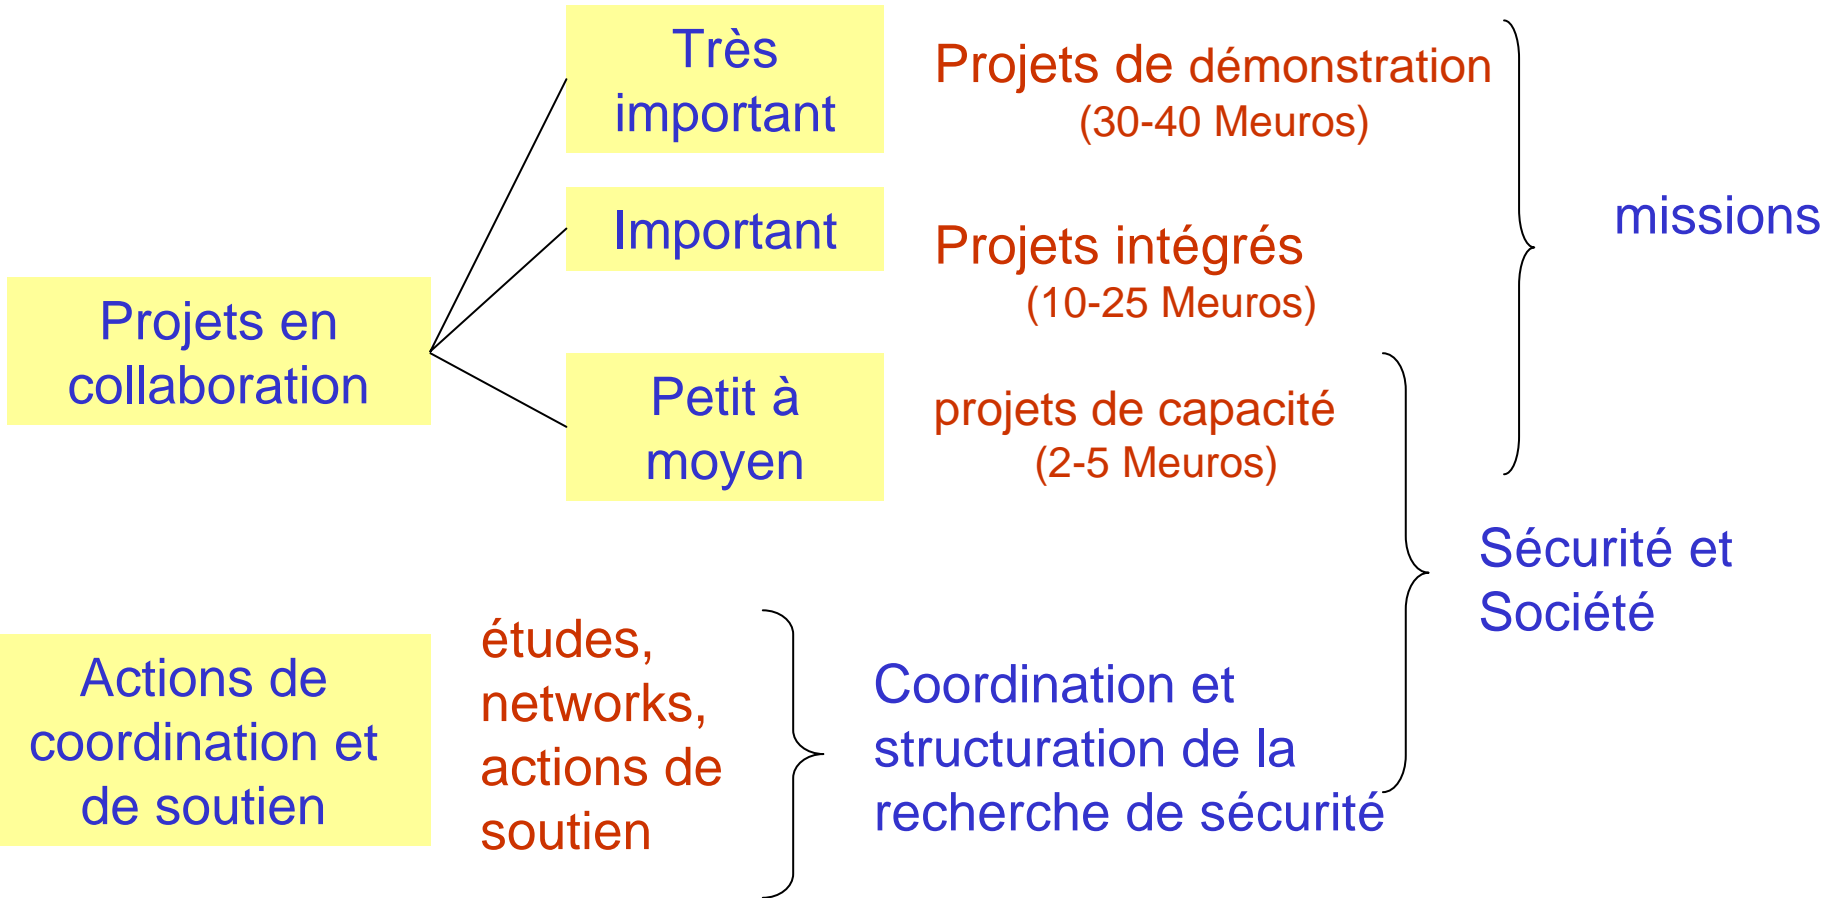 Très
important
Projets de démonstration
(30-40 Meuros)
missions
Important
Projets intégrés
(10-25 Meuros)
Projets en
collaboration
Petit à
moyen
projets de capacité
(2-5 Meuros)
Sécurité et
Société
Actions de
coordination et
de soutien
études,
networks,
actions de
soutien
Coordination et
structuration de la
recherche de sécurité